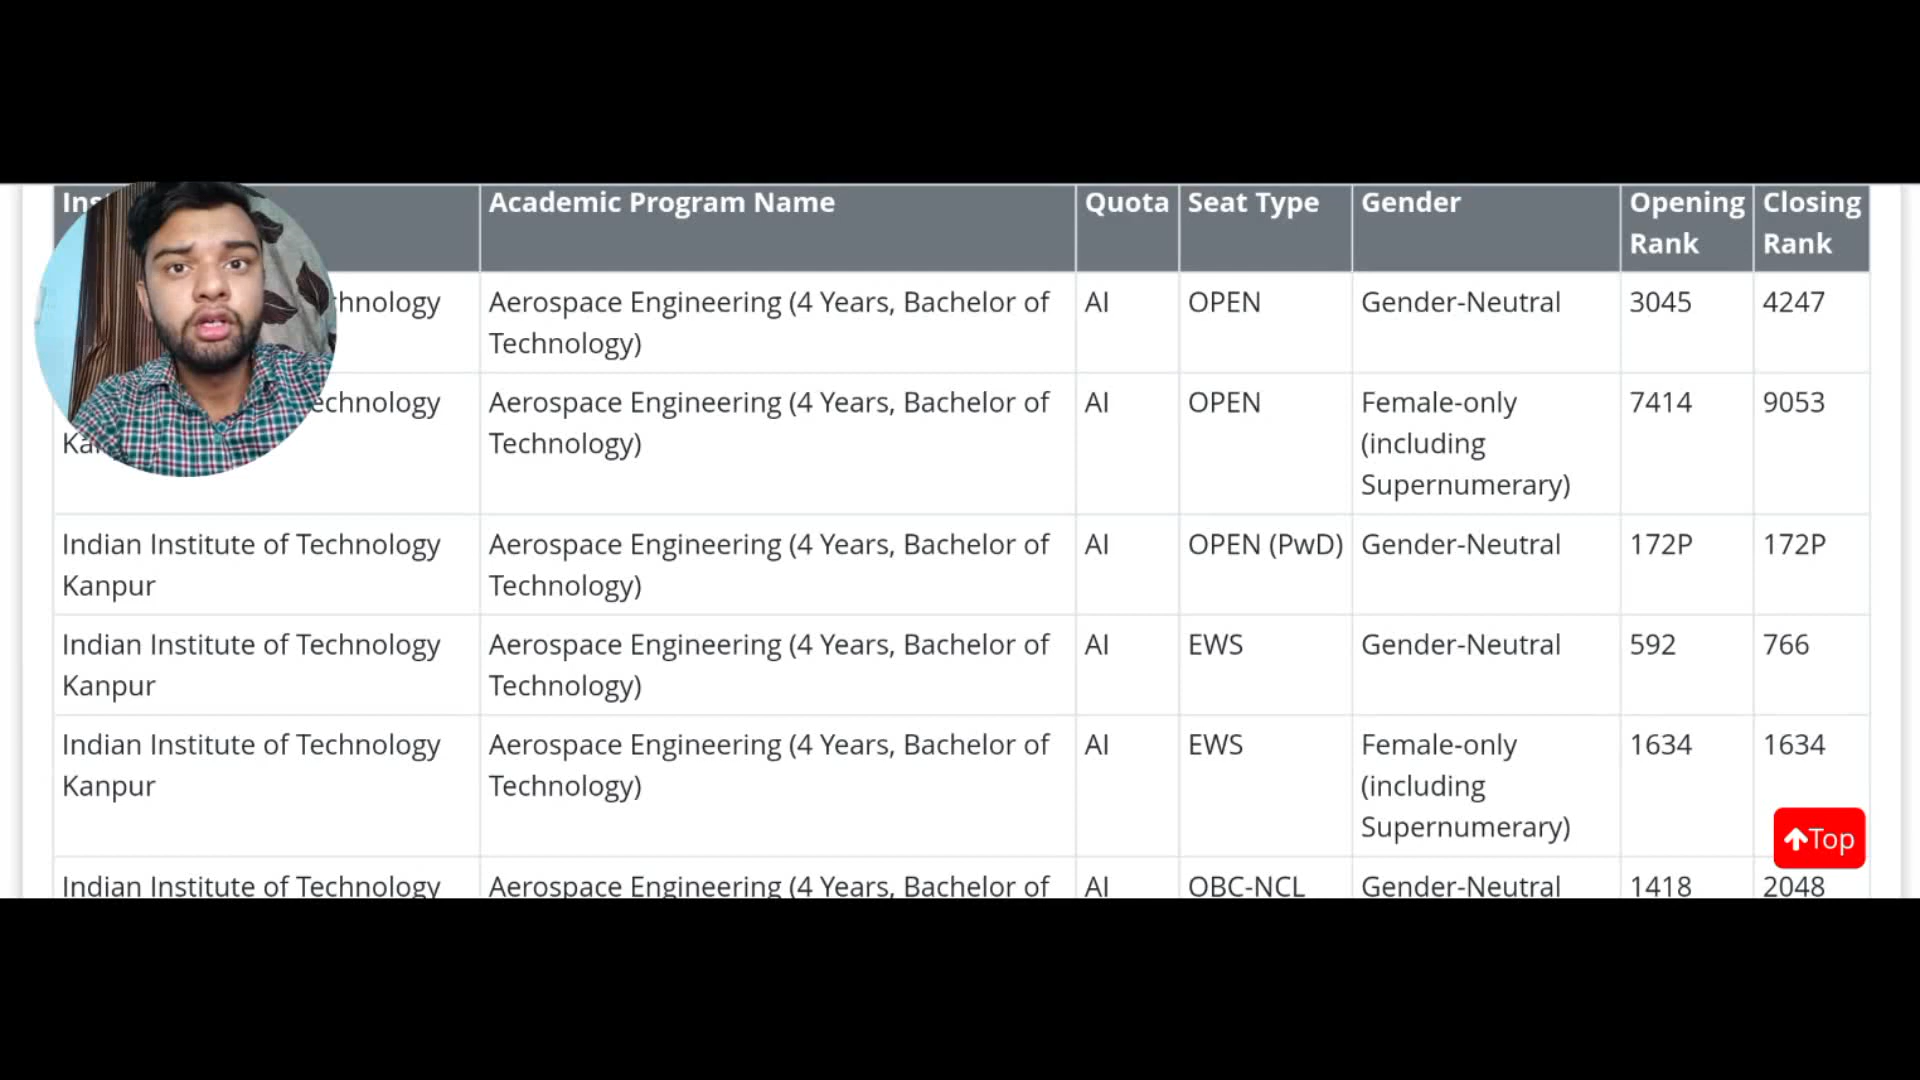 Ins Academic Program Name Quota Seat Type Gender Opening Closing
Rank Rank
Aerospace Engineering (4 Years, Bachelor of AI OPEN Gender-Neutral 3045 4247
Technology)
Aerospace Engineering (4 Years, Bachelor of AI OPEN Female-only 7414 9053
Technology) (including
Supernumerary)
Indian Institute of Technology Aerospace Engineering (4 Years, Bachelor of AI OPEN (PwD) Gender-Neutral 172P 172P
Kanpur Technology)
Indian Institute of Technology Aerospace Engineering (4 Years, Bachelor of AI EWS Gender-Neutral 592 766
Kanpur Technology)
Indian Institute of Technology Aerospace Engineering (4 Years, Bachelor of AI EWS Female-only 1634 1634
Kanpur Technology) (including
Supernumerary)
Top
Indian Institute of Technology Aerospace Engineering (4 Years, Bachelor of AI OBC-NCL Gender-Neutral 1418 2048